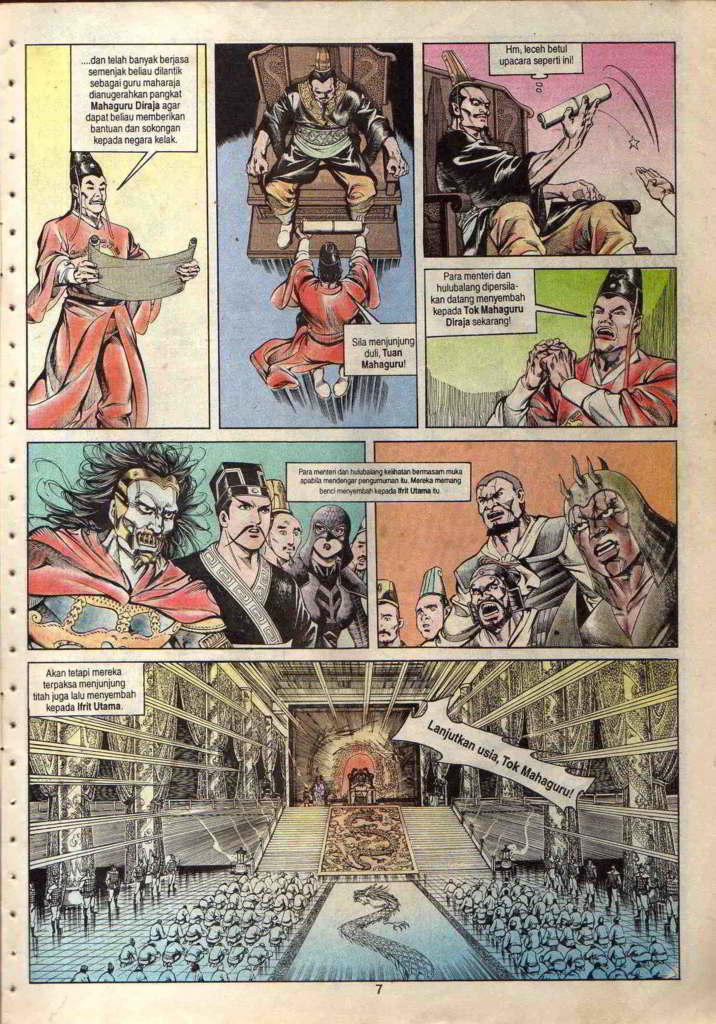 ....dan telah banyak berjasa
semenjak beliau dilantik
sebagai guru maharaja
dianugerahkan pangkat
Mahaguru Diraja agar
dapat beliau memberikan
bantuan dan sokongan
kepada negara kelak.
Sila menjunjung
duli, Tuan
Mahaguru!
Hm, leceh betul
upacara seperti ini!
Para menteri dan
hulubalang dipersila-
kan datang menyembah
kepada Tok Mahaguru
Diraja sekarang!
Para menteri dan hulubalang kelihatan bermasam muka
apabila mendengar pengumuman itu. Mereka memang
benci menyembah kepada Ifrit Utama itu.
Akan tetapi mereka
terpaksa menjunjung
titah juga lalu menyembah
kepada Ifrit Utama.
Lanjutkan usia, Tok Mahaguru!
7